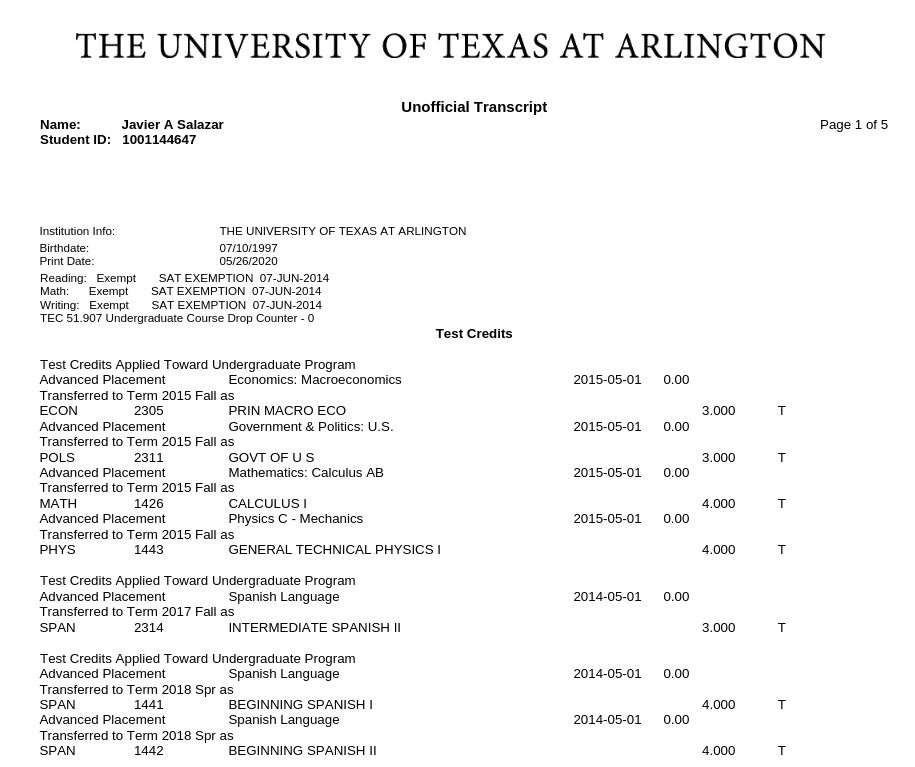 THE UNIVERSITY OF TEXAS AT ARLINGTON
Unofficial Transcript
Name: Javier A Salazar Page 1 of 5
Student ID: 1001144647
Institution Info: THE UNIVERSITY OF TEXAS AT ARLINGTON
Birthdate: 07/10/1997
Print Date: 05/26/2020
Reading: Exempt SAT EXEMPTION 07-JUN-2014
Math: Exempt SAT EXEMPTION 07-JUN-2014
Writing: Exempt SAT EXEMPTION 07-JUN-2014
TEC 51.907 Undergraduate Course Drop Counter - 0
Test Credits
Test Credits Applied Toward Undergraduate Program
Advanced Placement Economics: Macroeconomics 2015-05-01 0.00
Transferred to Term 2015 Fall as
ECON 2305 PRIN MACRO ECO 3.000 T
Advanced Placement Government & Politics: U.S. 2015-05-01 0.00
Transferred to Term 2015 Fall as
POLS 2311 GOVT OF U S 3.000 T
Advanced Placement Mathematics: Calculus AB 2015-05-01 0.00
Transferred to Term 2015 Fall as
MATH 1426 CALCULUS I 4.000 T
Advanced Placement Physics C - Mechanics 2015-05-01 0.00
Transferred to Term 2015 Fall as
PHYS 1443 GENERAL TECHNICAL PHYSICS I 4.000 T
Test Credits Applied Toward Undergraduate Program
Advanced Placement Spanish Language 2014-05-01 0.00
Transferred to Term 2017 Fall as
SPAN 2314 INTERMEDIATE SPANISH II 3.000 T
Test Credits Applied Toward Undergraduate Program
Advanced Placement Spanish Language 2014-05-01 0.00
Transferred to Term 2018 Spr as
SPAN 1441 BEGINNING SPANISH I 4.000 T
Advanced Placement Spanish Language 2014-05-01 0.00
Transferred to Term 2018 Spr as
SPAN 1442 BEGINNING SPANISH II 4.000 T